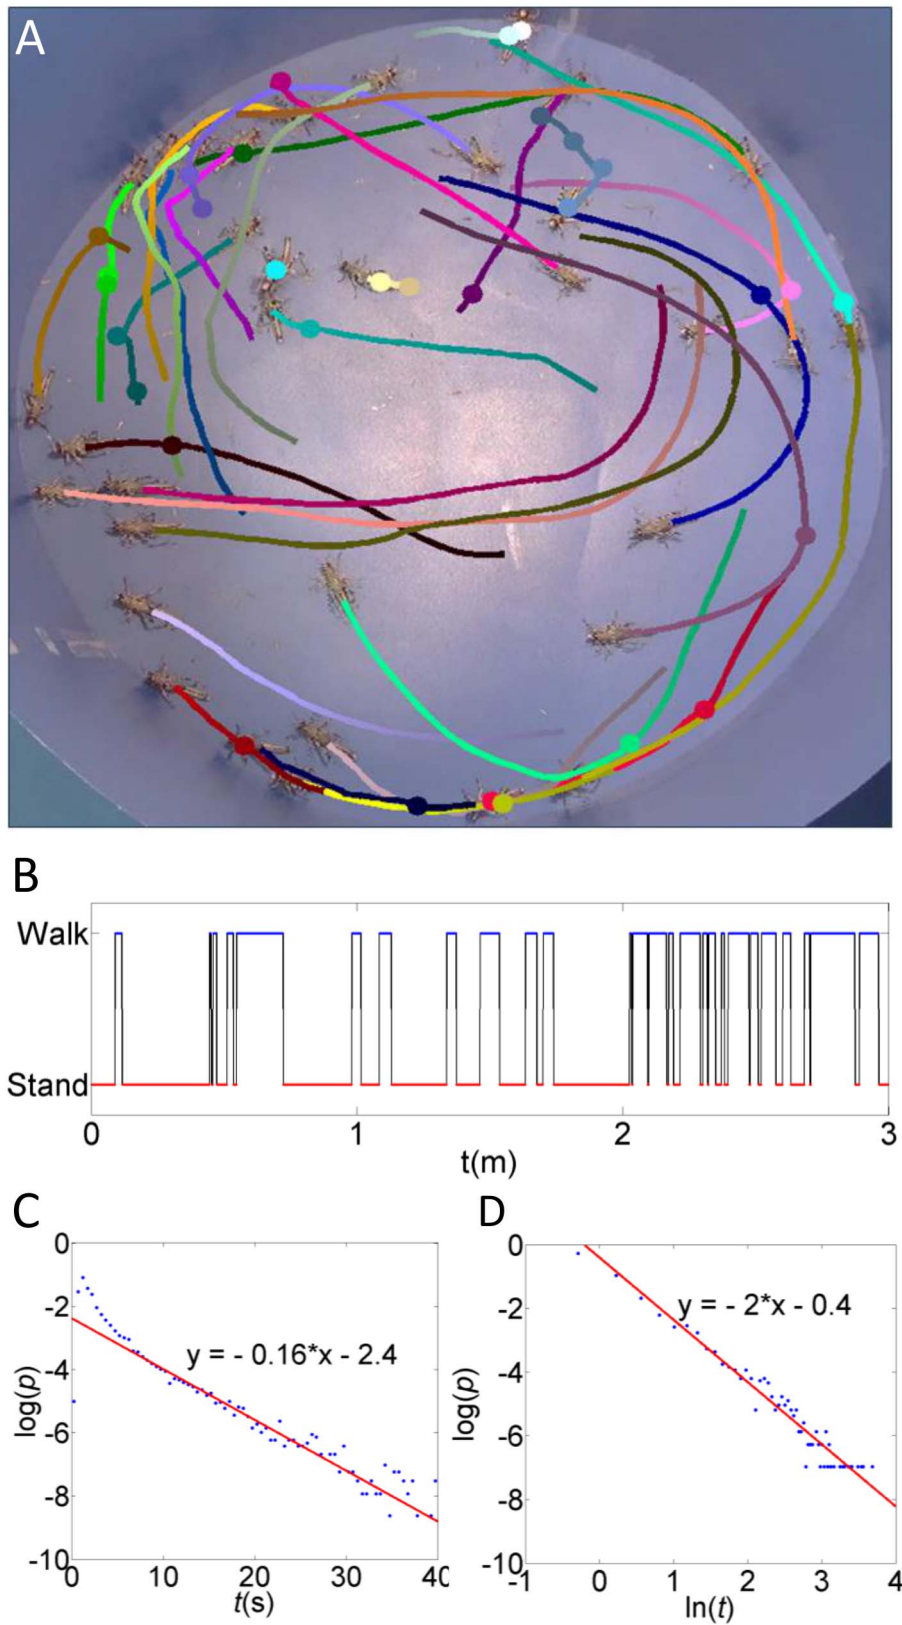 A
B
Walk
Stand
0 1 2 3
t(m)
C
D
0
-2
-4
-6
-8
-10
log(p)
y = - 0.16*x - 2.4
0 10 20 30 40
t(s)
0
-2
-4
-6
-8
-10
log(p)
y = - 2*x - 0.4
-1 0 1 2 3 4
ln(t)